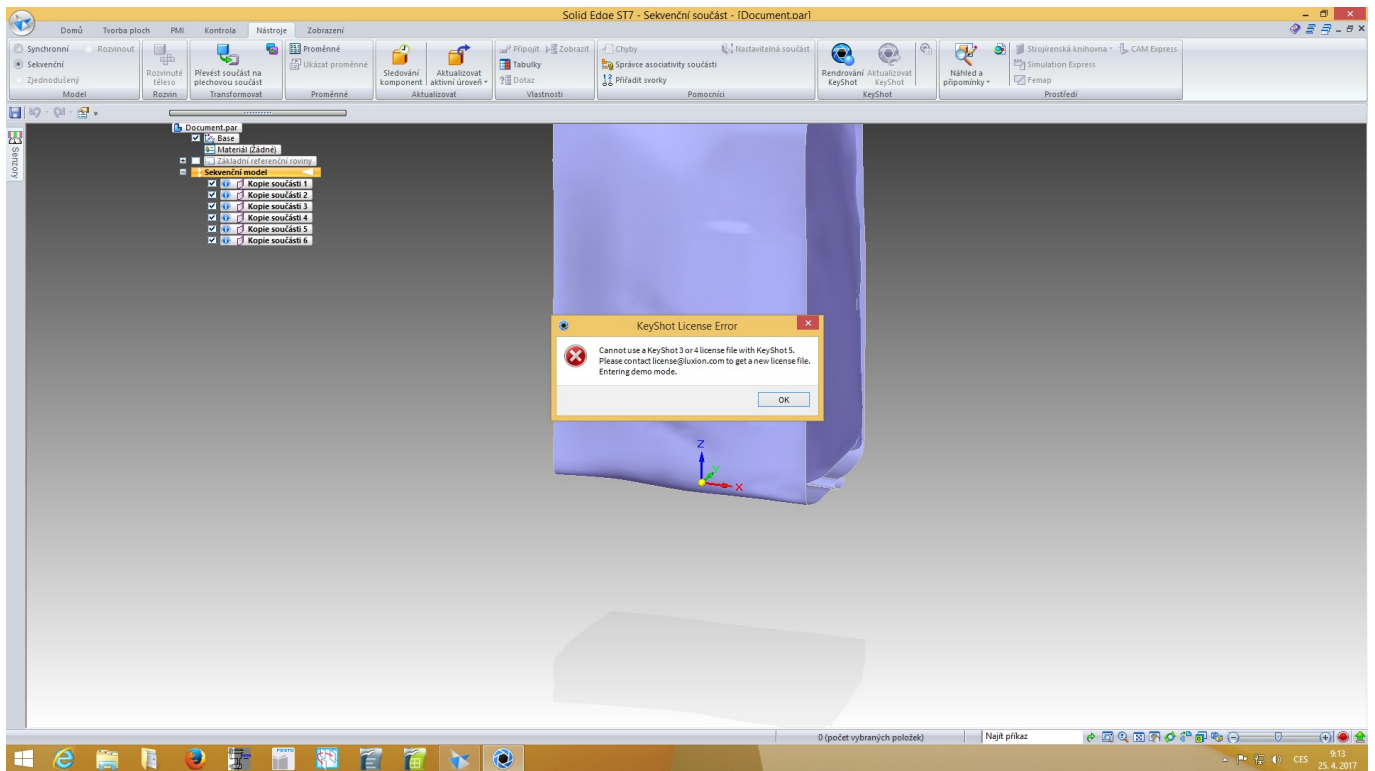 Solid Edge ST7 - Sekvenční součást - [Document.par]
Domů Tvorba ploch PMI Kontrola Nástroje Zobrazení
Synchronní Rozvinout
Sekvenční
Zjednodušený
Model
Rozvinuté těleso
Rozvin
Převést součást na plechovou součást
Transformovat
Proměnné
Ukázat proměnné
Proměnné
Sledování komponent
Aktualizovat aktivní úroveň
Aktualizovat
Připojit Zobrazit
Tabulky
Dotaz
Vlastnosti
Chyby Nastavitelná součást
Správce asociativity součásti
Přiřadit svorky
Pomocníci
Rendrování KeyShot
Aktualizovat KeyShot
KeyShot
Náhled a připomínky
Strojírenská knihovna CAM Express
Simulation Express
Femap
Prostředí
Senzory
Document.par
Base
Materiál (Žádné)
Základní referenční roviny
Sekvenční model
Kopie součásti 1
Kopie součásti 2
Kopie součásti 3
Kopie součásti 4
Kopie součásti 5
Kopie součásti 6
KeyShot License Error
Cannot use a KeyShot 3 or 4 license file with KeyShot 5.
Please contact license@luxion.com to get a new license file.
Entering demo mode.
OK
Z
Y
X
0 (počet vybraných položek) Najít příkaz
FESTO
CES
9:13
25. 4. 2017